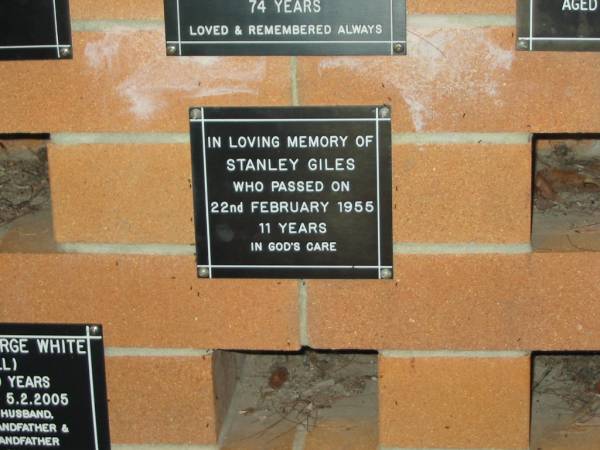 74 YEARS
LOVED & REMEMBERED ALWAYS
AGED
IN LOVING MEMORY OF
STANLEY GILES
WHO PASSED ON
22nd FEBRUARY 1955
11 YEARS
IN GOD'S CARE
RGE WHITE
L)
YEARS
5.2.2005
HUSBAND,
NDFATHER &
ANDFATHER